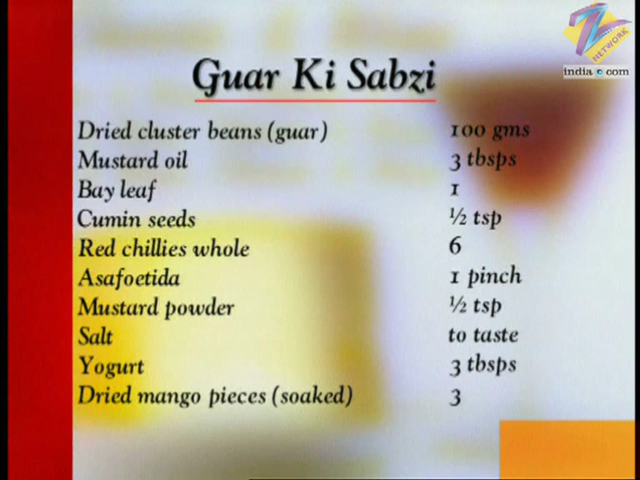 Z
NETWORK
india.com
Guar Ki Sabzi
Dried cluster beans (guar) 100 gms
Mustard oil 3 tbsps
Bay leaf 1
Cumin seeds ½ tsp
Red chillies whole 6
Asafoetida 1 pinch
Mustard powder ½ tsp
Salt to taste
Yogurt 3 tbsps
Dried mango pieces (soaked) 3